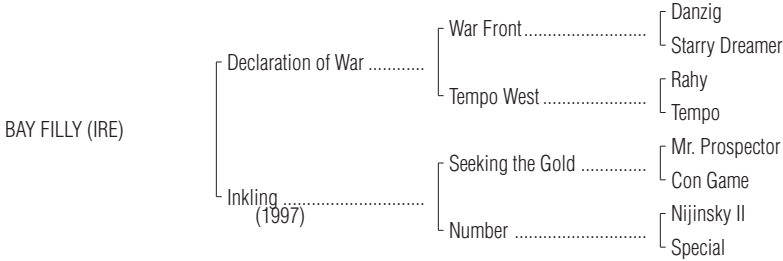 Danzig
War Front..........................
Starry Dreamer
Declaration of War ............
Rahy
Tempo West......................
Tempo
BAY FILLY (IRE)
Mr. Prospector
Seeking the Gold ..............
Con Game
Inkling ..............................
(1997)
Nijinsky II
Number ............................
Special